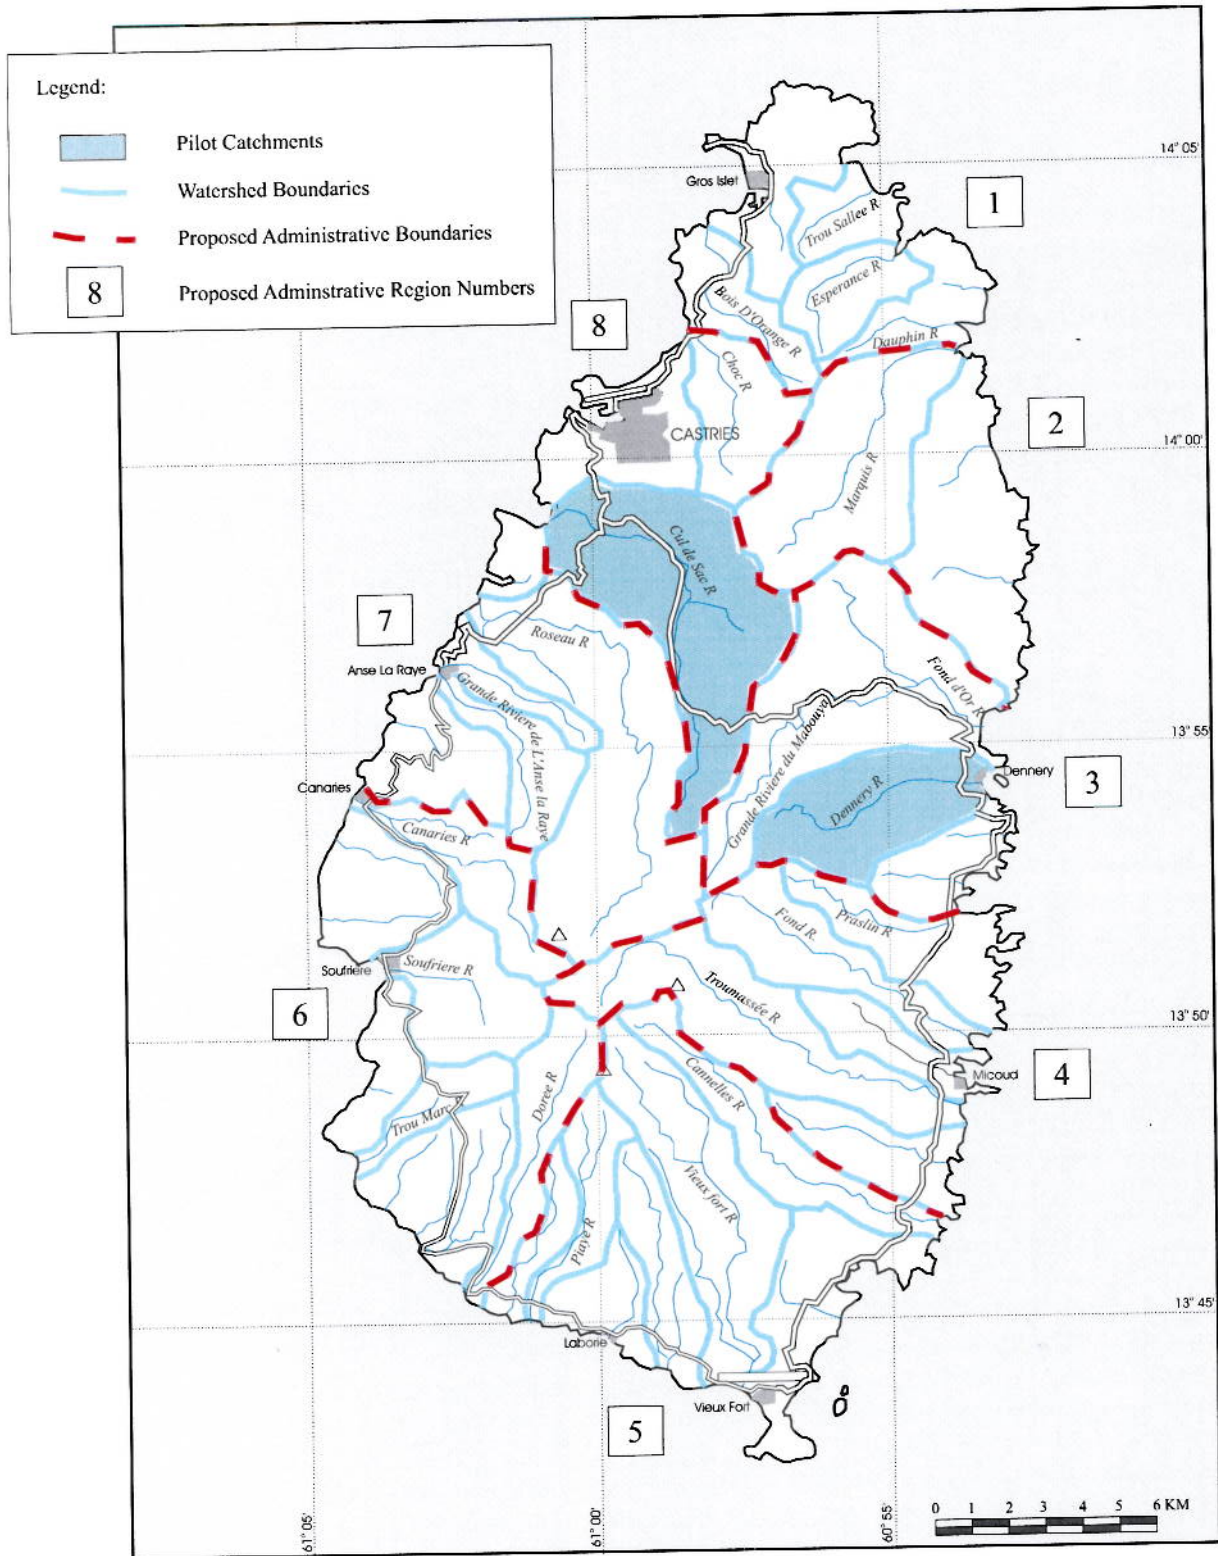 Legend:
Pilot Catchments
Watershed Boundaries
Proposed Administrative Boundaries
8
Proposed Adminstrative Region Numbers
14° 05'
Gros Islet
1
Trou Sallee R
Esperance R
Bois D'Orange R
8
Dauphin R
Choc R
2
CASTRIES
14° 00'
Marquis R
Cul de Sac R
7
Roseau R
Anse La Raye
Grande Riviere de L'Anse la Raye
Fond d'Or R
13° 55'
Grande Riviere du Mabouya
Dennery
3
Canaries
Dennery R
Canaries R
Fond R.
Praslin R
Soufriere
Soufriere R
Troumassée R
6
13° 50'
Micoud
4
Doree R
Cannelles R
Trou Marc
Vieux fort R
Piaye R
13° 45'
Laborie
Vieux Fort
5
0 1 2 3 4 5 6 KM
61° 05'
61° 00'
60° 55'